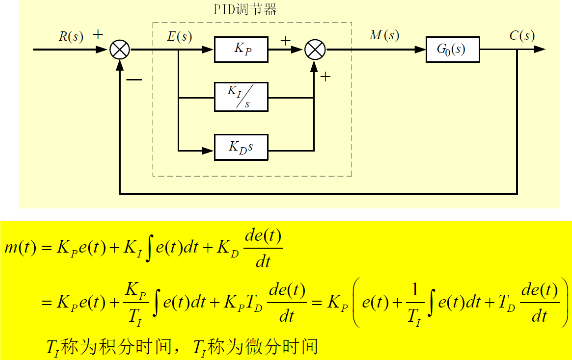 PID调节器
R(s) + E(s) K_P + M(s) G_0(s) C(s)
− K_I/s +
K_D s
m(t) = K_P e(t) + K_I ∫ e(t)dt + K_D de(t)/dt
= K_P e(t) + K_P/T_I ∫ e(t)dt + K_P T_D de(t)/dt = K_P ( e(t) + 1/T_I ∫ e(t)dt + T_D de(t)/dt )
T_I称为积分时间，T_I称为微分时间